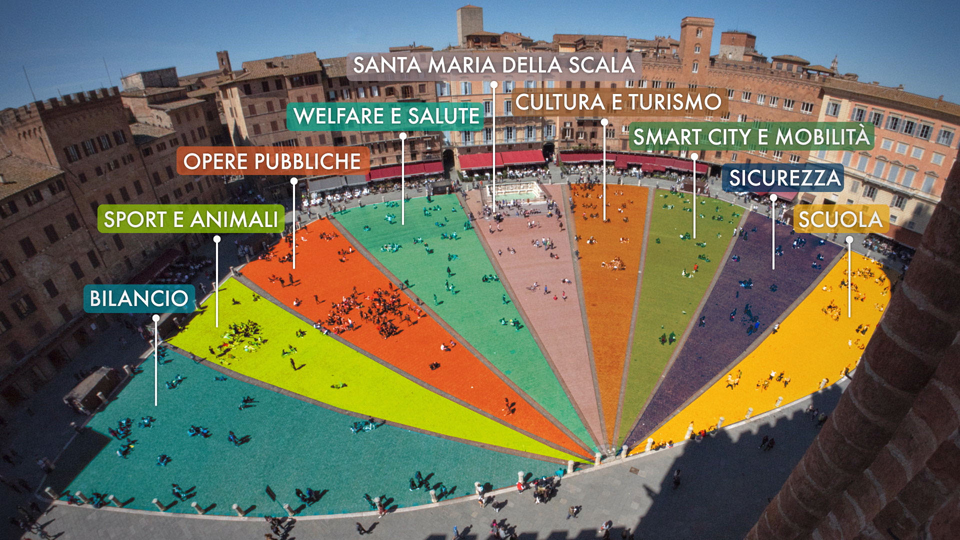 SANTA MARIA DELLA SCALA
CULTURA E TURISMO
WELFARE E SALUTE
SMART CITY E MOBILITÀ
OPERE PUBBLICHE
SICUREZZA
SPORT E ANIMALI
SCUOLA
BILANCIO